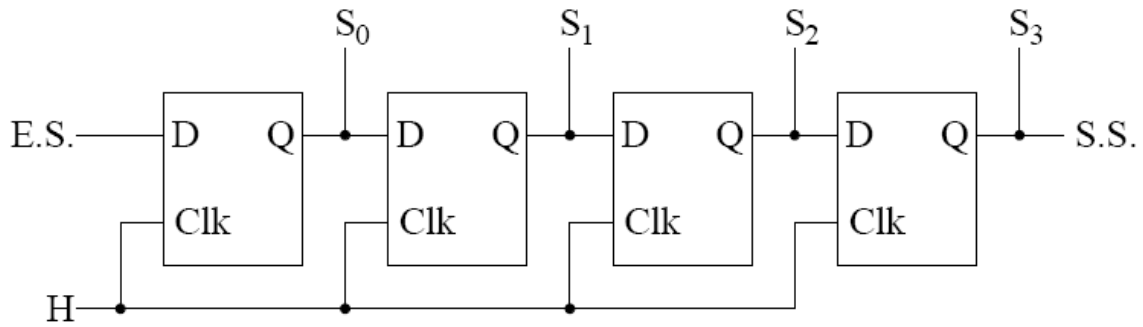 S0 S1 S2 S3
E.S. D Q D Q D Q D Q S.S.
Clk Clk Clk Clk
H